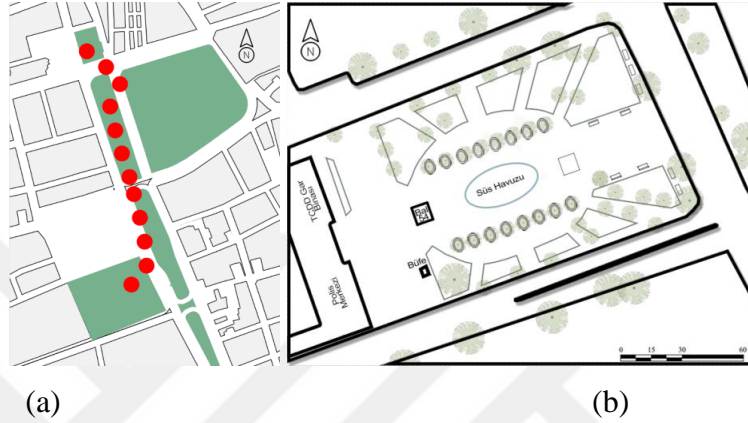 N
N
Süs Havuzu
TCDD Gar
Binası
Büfe
Polis
Merkezi
0 15 30 60
(a)
(b)